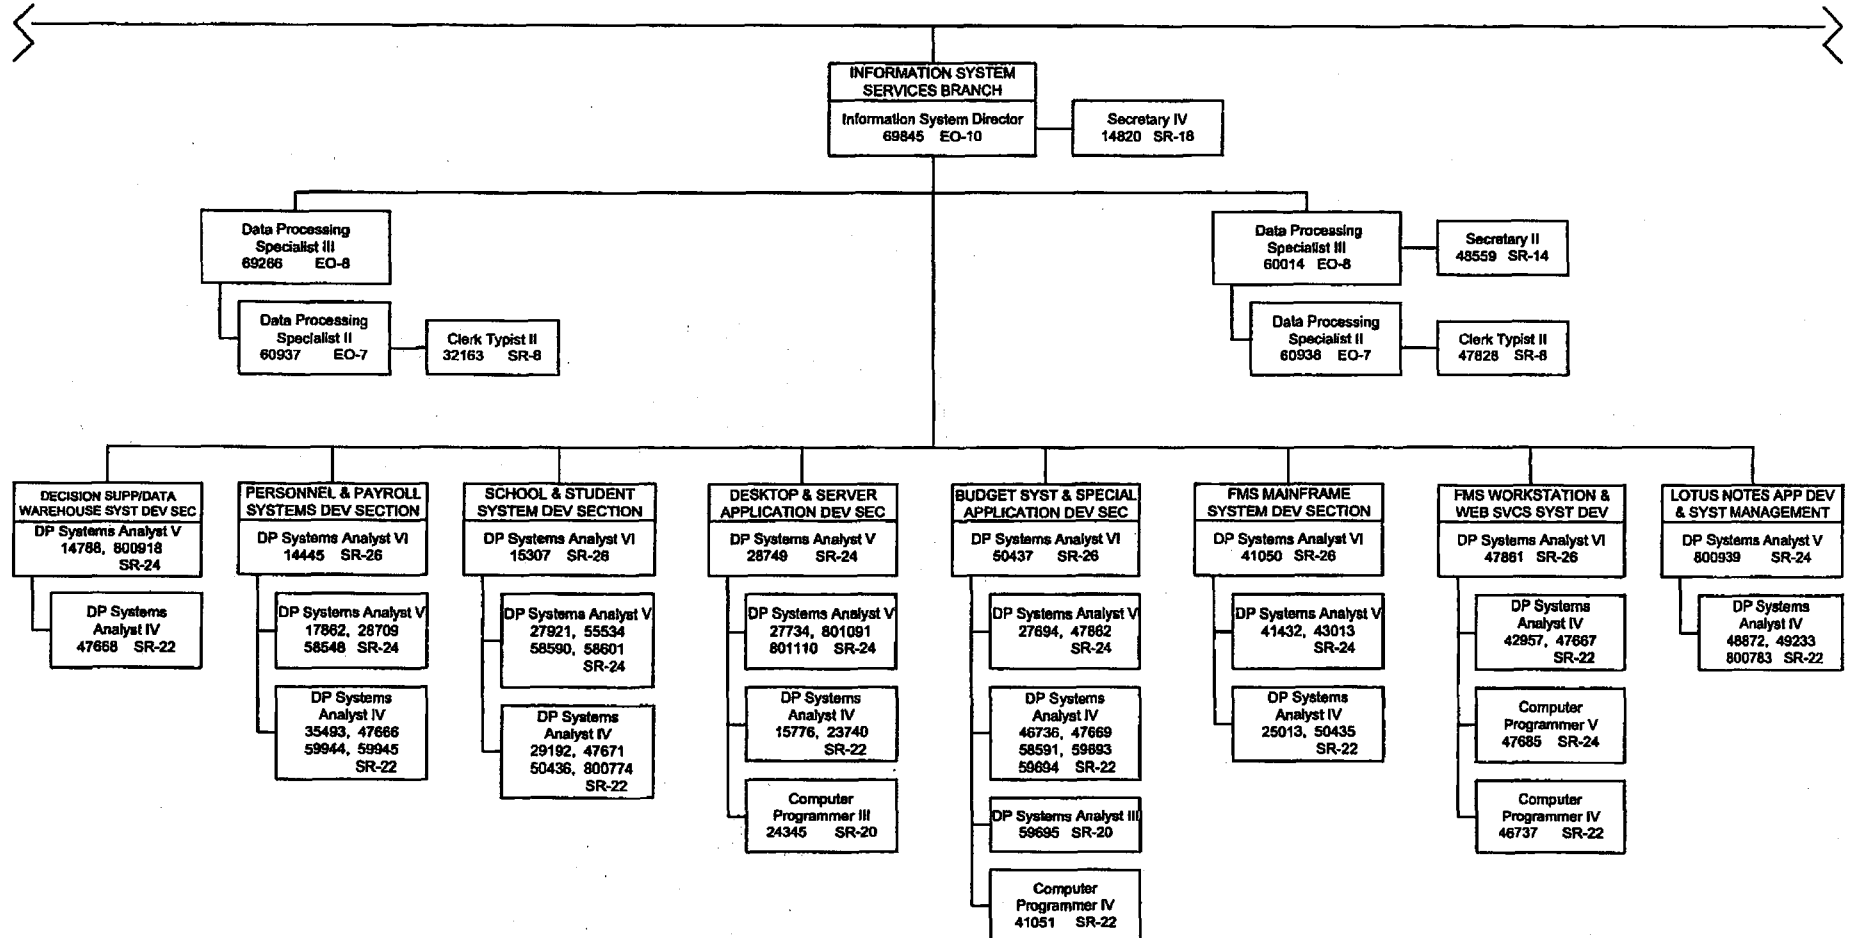 INFORMATION SYSTEM
SERVICES BRANCH
Information System Director
69845 EO-10
Secretary IV
14820 SR-18
Data Processing
Specialist III
69266 EO-8
Data Processing
Specialist II
60937 EO-7
Clerk Typist II
32163 SR-8
Data Processing
Specialist III
60014 EO-8
Secretary II
48559 SR-14
Data Processing
Specialist II
60938 EO-7
Clerk Typist II
47828 SR-8
DECISION SUPP/DATA
WAREHOUSE SYST DEV SEC
DP Systems Analyst V
14788, 800918
SR-24
DP Systems
Analyst IV
47668 SR-22
PERSONNEL & PAYROLL
SYSTEMS DEV SECTION
DP Systems Analyst VI
14445 SR-26
DP Systems Analyst V
17862, 28709
58548 SR-24
DP Systems
Analyst IV
35493, 47666
59944, 59945
SR-22
SCHOOL & STUDENT
SYSTEM DEV SECTION
DP Systems Analyst VI
15307 SR-26
DP Systems Analyst V
27921, 55534
58590, 58601
SR-24
DP Systems
Analyst IV
29192, 47671
50436, 800774
SR-22
DESKTOP & SERVER
APPLICATION DEV SEC
DP Systems Analyst V
28749 SR-24
DP Systems Analyst V
27734, 801091
801110 SR-24
DP Systems
Analyst IV
15776, 23740
SR-22
Computer
Programmer III
24345 SR-20
BUDGET SYST & SPECIAL
APPLICATION DEV SEC
DP Systems Analyst VI
50437 SR-26
DP Systems Analyst V
27694, 47862
SR-24
DP Systems
Analyst IV
46736, 47669
58591, 59693
59694 SR-22
DP Systems Analyst III
59695 SR-20
Computer
Programmer IV
41051 SR-22
FMS MAINFRAME
SYSTEM DEV SECTION
DP Systems Analyst VI
41050 SR-26
DP Systems Analyst V
41432, 43013
SR-24
DP Systems
Analyst IV
25013, 50435
SR-22
FMS WORKSTATION &
WEB SVCS SYST DEV
DP Systems Analyst VI
47861 SR-26
DP Systems
Analyst IV
42957, 47667
SR-22
Computer
Programmer V
47685 SR-24
Computer
Programmer IV
46737 SR-22
LOTUS NOTES APP DEV
& SYST MANAGEMENT
DP Systems Analyst V
800939 SR-24
DP Systems
Analyst IV
48872, 49233
800783 SR-22